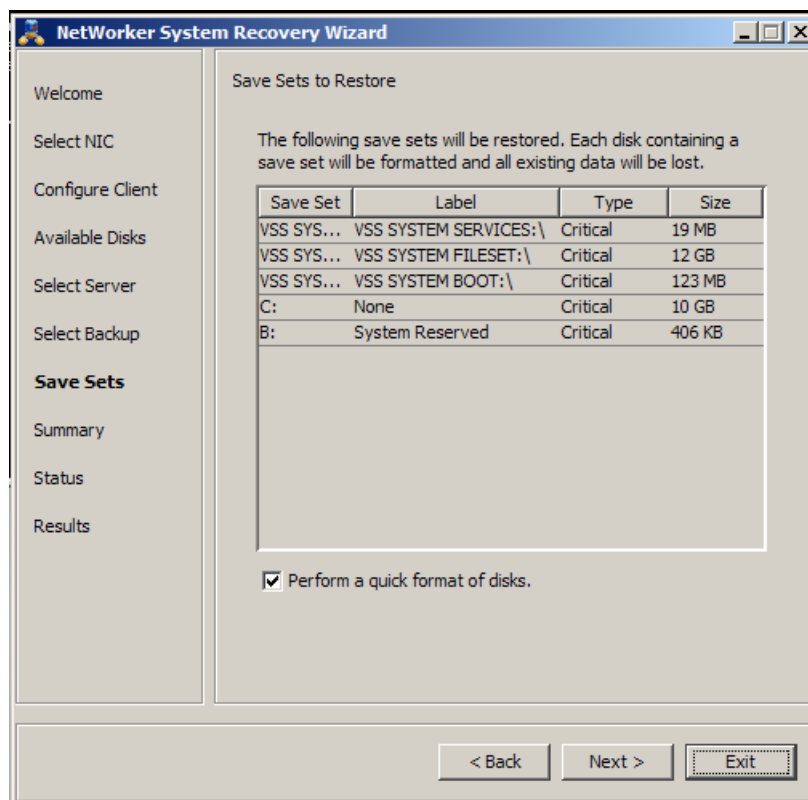 NetWorker System Recovery Wizard
Welcome
Select NIC
Configure Client
Available Disks
Select Server
Select Backup
Save Sets
Summary
Status
Results
Save Sets to Restore
The following save sets will be restored. Each disk containing a
save set will be formatted and all existing data will be lost.
Save Set Label Type Size
VSS SYS... VSS SYSTEM SERVICES:\ Critical 19 MB
VSS SYS... VSS SYSTEM FILESET:\ Critical 12 GB
VSS SYS... VSS SYSTEM BOOT:\ Critical 123 MB
C: None Critical 10 GB
B: System Reserved Critical 406 KB
Perform a quick format of disks.
< Back Next > Exit